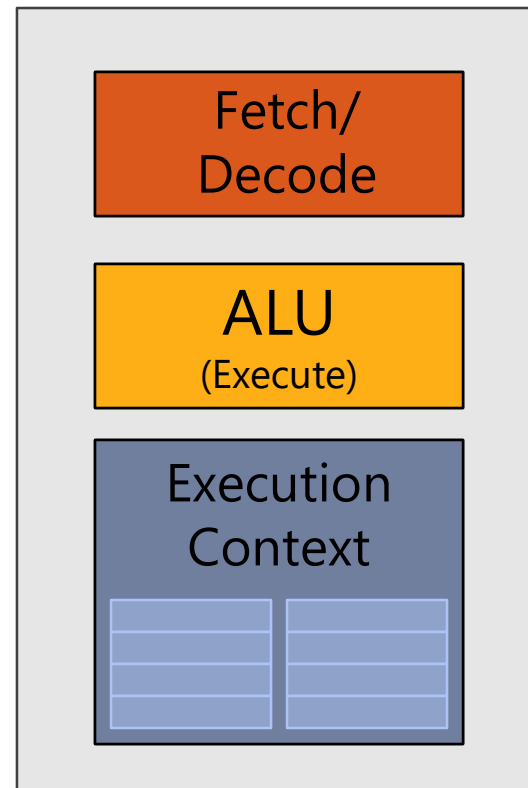 Fetch/
Decode
ALU
(Execute)
Execution
Context